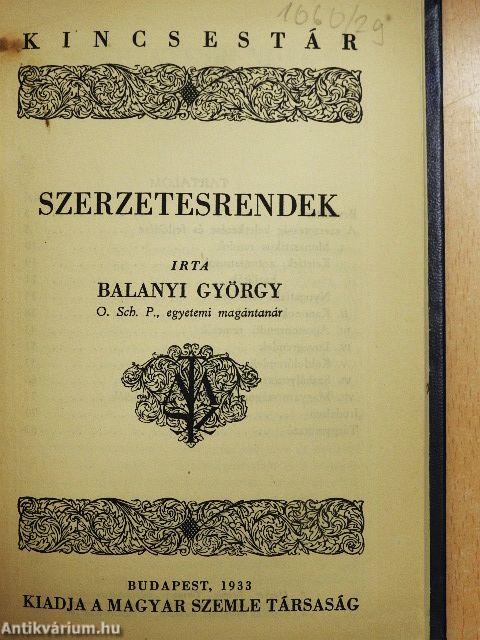 1060/29
KINCSESTÁR
SZERZETESRENDEK
IRTA
BALANYI GYÖRGY
O. Sch. P., egyetemi magántanár
BUDAPEST, 1933
KIADJA A MAGYAR SZEMLE TÁRSASÁG
Antikvárium.hu